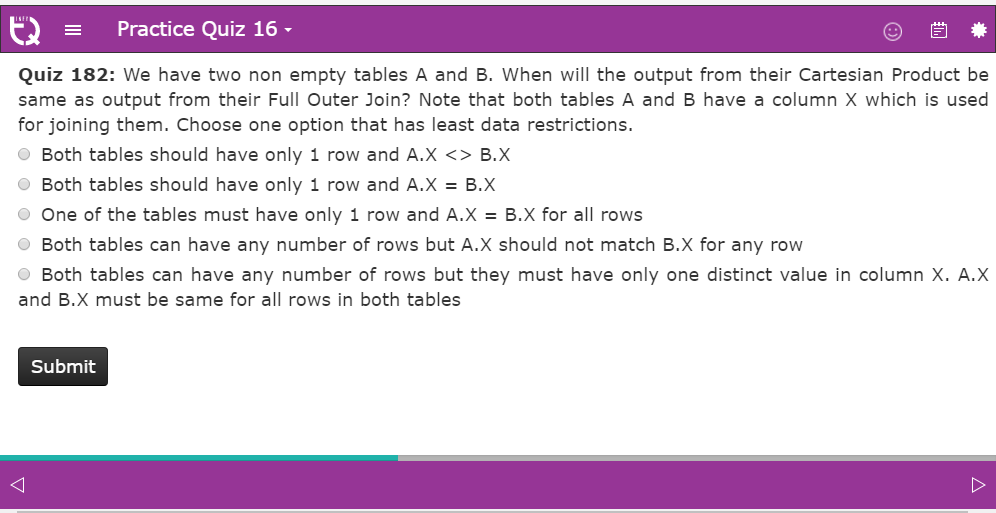 Practice Quiz 16
Quiz 182: We have two non empty tables A and B. When will the output from their Cartesian Product be
same as output from their Full Outer Join? Note that both tables A and B have a column X which is used
for joining them. Choose one option that has least data restrictions.
Both tables should have only 1 row and A.X <> B.X
Both tables should have only 1 row and A.X = B.X
One of the tables must have only 1 row and A.X = B.X for all rows
Both tables can have any number of rows but A.X should not match B.X for any row
Both tables can have any number of rows but they must have only one distinct value in column X. A.X
and B.X must be same for all rows in both tables
Submit